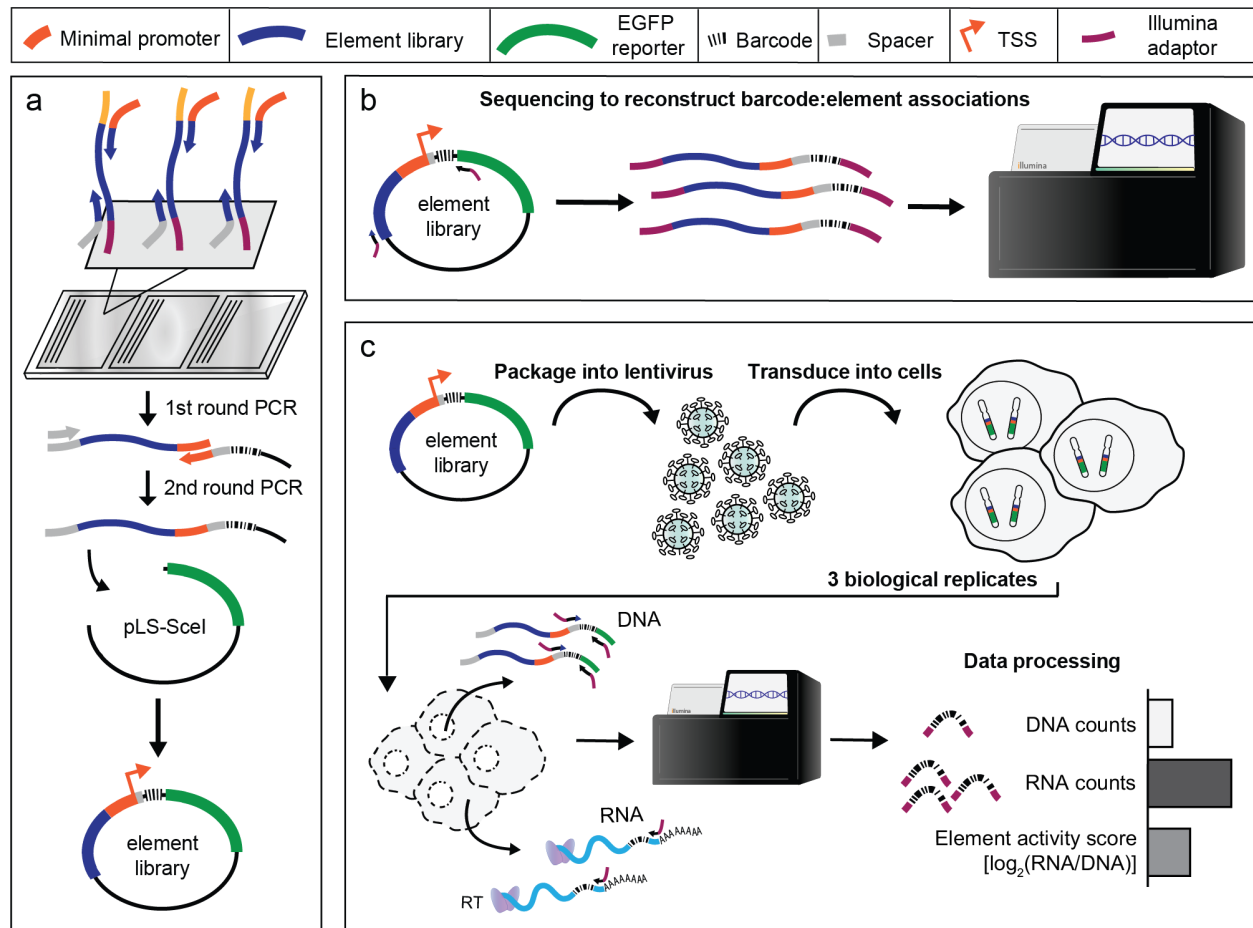 Minimal promoter
Element library
EGFP
reporter
Barcode
Spacer
TSS
Illumina
adaptor
a
1st round PCR
2nd round PCR
pLS-SceI
element
library
b
Sequencing to reconstruct barcode:element associations
element
library
illumina
c
Package into lentivirus
Transduce into cells
element
library
3 biological replicates
DNA
illumina
RNA
AAAAAAAA
RT
AAAAAAA
Data processing
DNA counts
RNA counts
Element activity score
[log₂(RNA/DNA)]